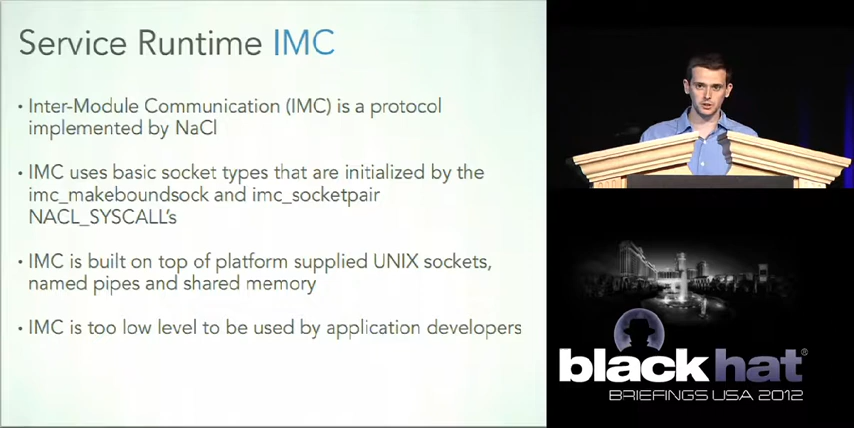 Service Runtime IMC
• Inter-Module Communication (IMC) is a protocol
implemented by NaCl
• IMC uses basic socket types that are initialized by the
imc_makeboundsock and imc_socketpair
NACL_SYSCALL's
• IMC is built on top of platform supplied UNIX sockets,
named pipes and shared memory
• IMC is too low level to be used by application developers
blackhat®
BRIEFINGS USA 2012